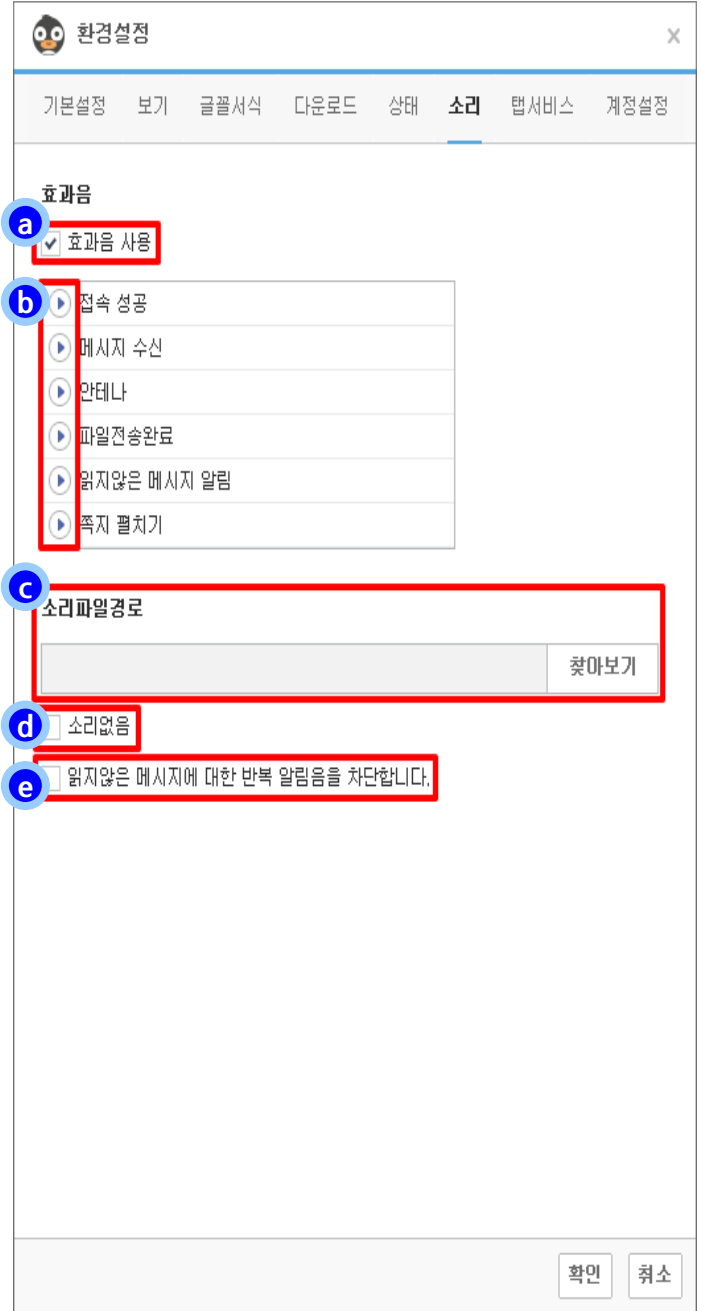 환경설정
기본설정 보기 글꼴서식 다운로드 상태 소리 탭서비스 계정설정
효과음
a
효과음 사용
b
접속 성공
메시지 수신
안테나
파일전송완료
읽지않은 메시지 알림
쪽지 펼치기
c
소리파일경로
찾아보기
d
소리없음
e
읽지않은 메시지에 대한 반복 알림음을 차단합니다.
확인 취소